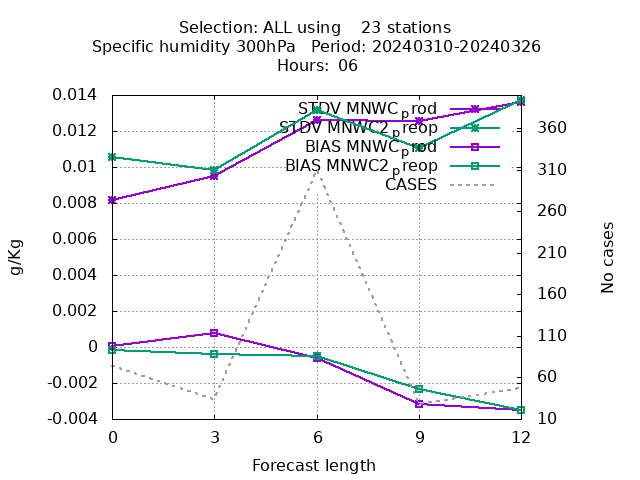 Selection: ALL using    23 stations
Specific humidity 300hPa   Period: 20240310-20240326
Hours: 06
STDV MNWC_prod
STDV MNWC2_preop
BIAS MNWC_prod
BIAS MNWC2_preop
CASES
0.014
0.012
0.01
0.008
0.006
0.004
0.002
0
-0.002
-0.004
g/Kg
360
310
260
210
160
110
60
10
No cases
0 3 6 9 12
Forecast length